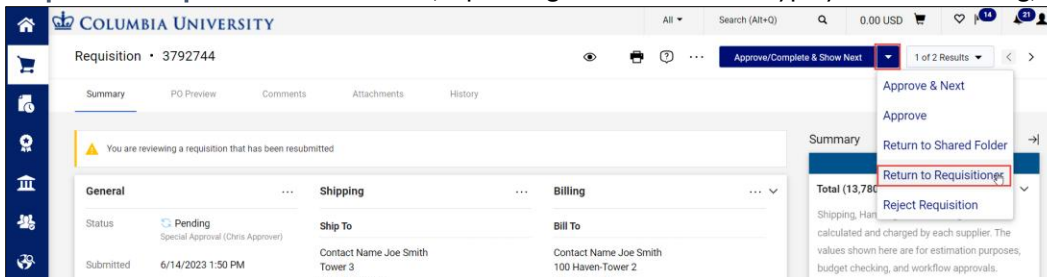 COLUMBIA UNIVERSITY
All
Search (Alt+Q)
0.00 USD
14
21
Requisition • 3792744
Approve/Complete & Show Next
1 of 2 Results
Summary
PO Preview
Comments
Attachments
History
Approve & Next
Approve
Return to Shared Folder
Return to Requisitioner
Reject Requisition
You are reviewing a requisition that has been resubmitted
Summary
General
Shipping
Billing
Total (13,780
Status
Pending
Special Approval (Chris Approver)
Ship To
Bill To
Shipping, Han
calculated and charged by each supplier. The
values shown here are for estimation purposes,
budget checking, and workflow approvals.
Submitted
6/14/2023 1:50 PM
Contact Name Joe Smith
Tower 3
Contact Name Joe Smith
100 Haven-Tower 2